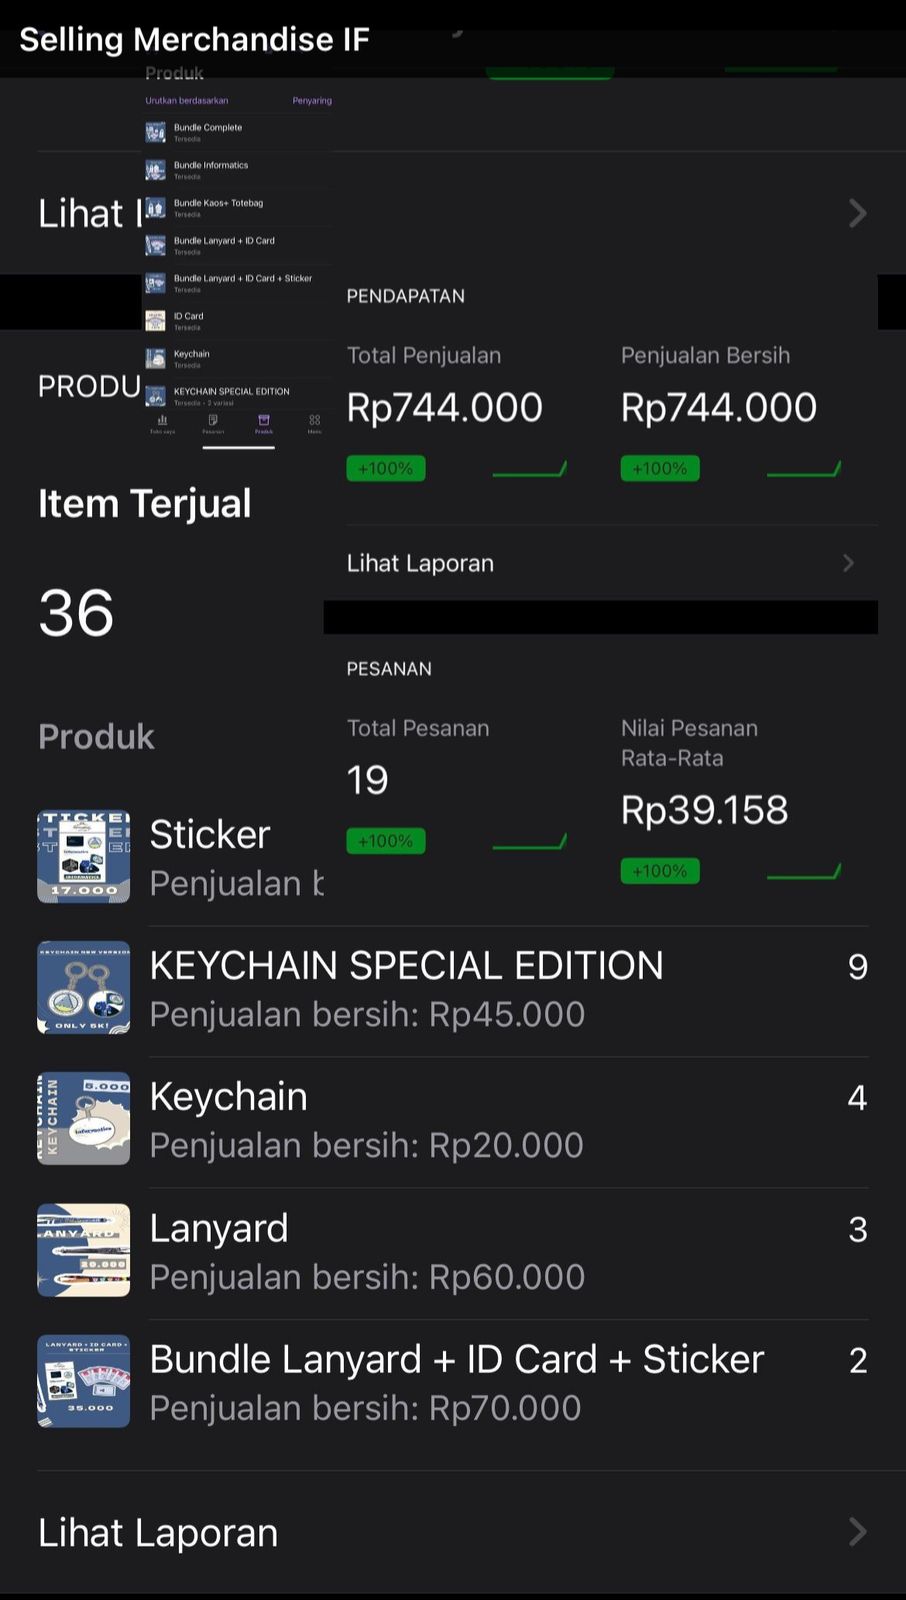 Selling Merchandise IF
Produk
Urutkan berdasarkan Penyaring
Bundle Complete
Tersedia
Bundle Informatics
Tersedia
Bundle Kaos+ Totebag
Tersedia
Bundle Lanyard + ID Card
Tersedia
Bundle Lanyard + ID Card + Sticker
Tersedia
ID Card
Tersedia
Keychain
Tersedia
KEYCHAIN SPECIAL EDITION
Tersedia • 2 variasi
Toko saya Pesanan Produk Menu
Lihat
PENDAPATAN
Total Penjualan Penjualan Bersih
Rp744.000 Rp744.000
+100% +100%
Lihat Laporan
PESANAN
Total Pesanan Nilai Pesanan
Rata-Rata
19 Rp39.158
+100% +100%
PRODU
Item Terjual
36
Produk
17.000
Sticker
Penjualan
KEYCHAIN NEW VERSION
ONLY 5K!
KEYCHAIN SPECIAL EDITION 9
Penjualan bersih: Rp45.000
KEYCHAIN
5.000
Informatics
Keychain 4
Penjualan bersih: Rp20.000
LANYARD
20.000
Lanyard 3
Penjualan bersih: Rp60.000
LANYARD + ID CARD +
STICKER
35.000
Bundle Lanyard + ID Card + Sticker 2
Penjualan bersih: Rp70.000
Lihat Laporan